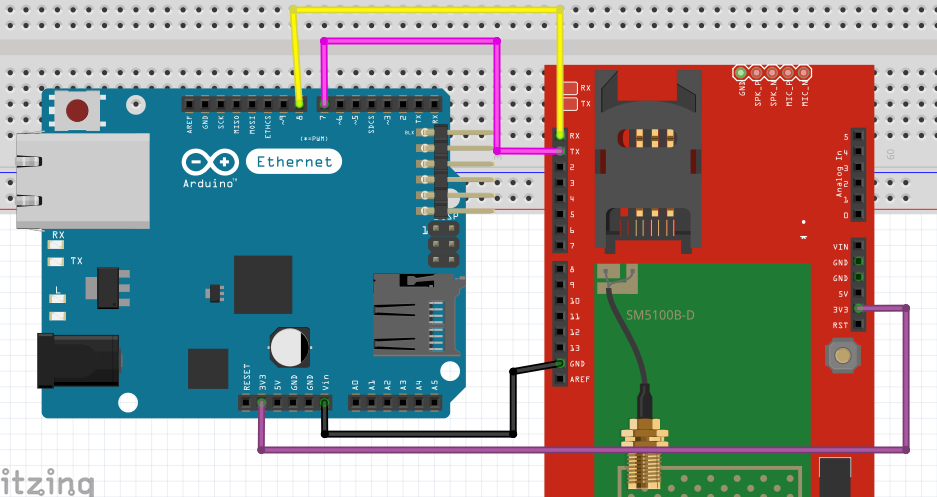 AREF
GND
SCK
MISO
MOSI
ETHCS
~9
8
7
~6
~5
SDCS
~3
2
TX
RX
(*=PWM)
Arduino™
Ethernet
BLK
RX
TX
L
RESET
3V3
5V
GND
GND
Vin
A0
A1
A2
A3
A4
A5
RX
TX
RX
TX
2
3
4
5
6
7
8
9
10
11
12
13
GND
AREF
GND
SPK_P
SPK_N
MIC_P
MIC_N
Analog In
5
4
3
2
1
0
VIN
GND
GND
5V
3V3
RST
SM5100B-D
60
itzing